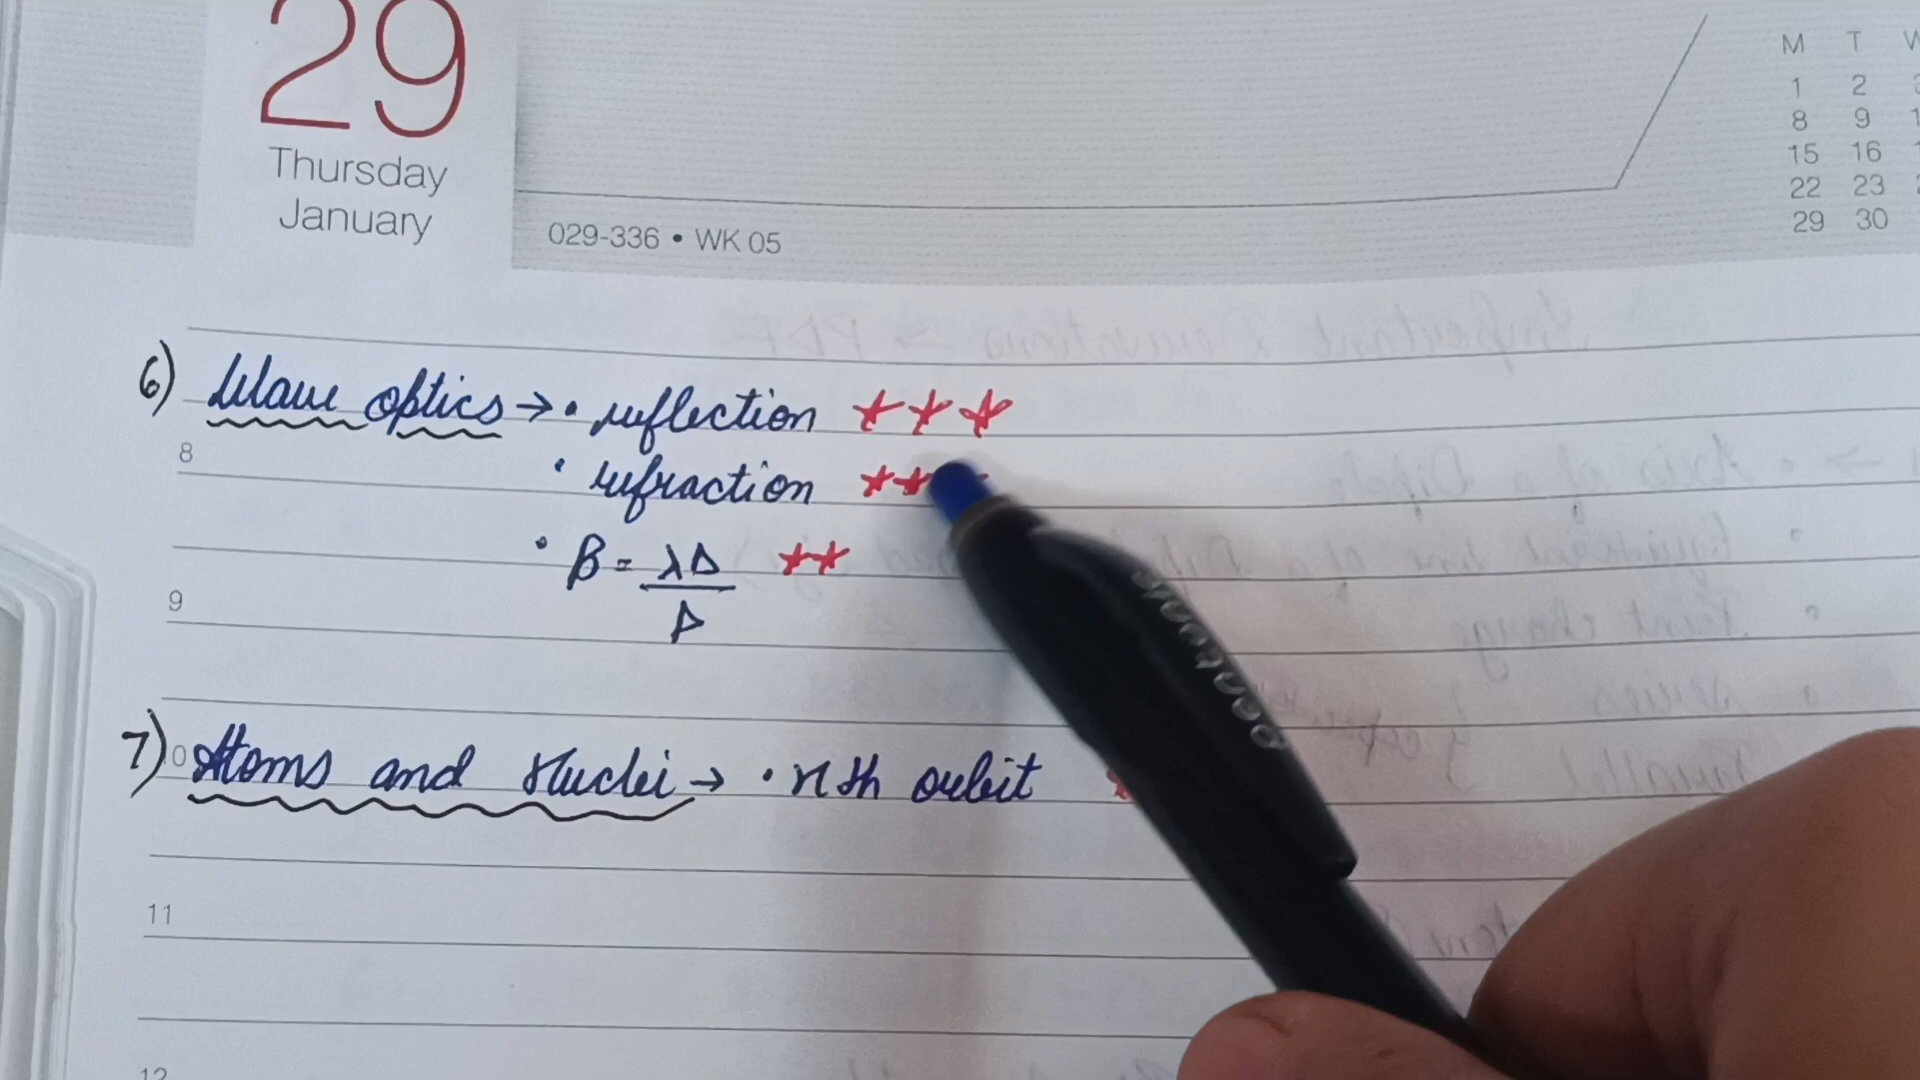 29
Thursday
January
029-336 • WK 05
M T W
1 2
8 9
15 16
22 23
29 30
6) Wave optics → • reflection ★★★
• refraction ★★
• β = λD / D ★★
7) Atoms and Nuclei → • nth orbit
8
9
11
12